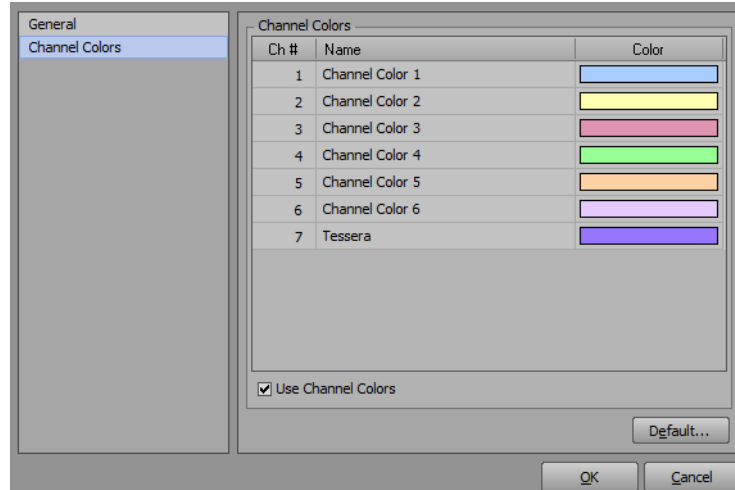 General
Channel Colors
Channel Colors
Ch # Name Color
1 Channel Color 1
2 Channel Color 2
3 Channel Color 3
4 Channel Color 4
5 Channel Color 5
6 Channel Color 6
7 Tessera
Use Channel Colors
Default...
OK Cancel